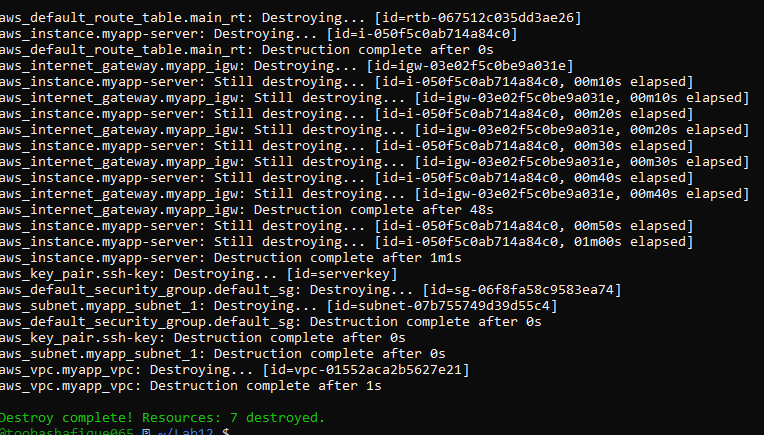 aws_default_route_table.main_rt: Destroying... [id=rtb-067512c035dd3ae26]
aws_instance.myapp-server: Destroying... [id=i-050f5c0ab714a84c0]
aws_default_route_table.main_rt: Destruction complete after 0s
aws_internet_gateway.myapp_igw: Destroying... [id=igw-03e02f5c0be9a031e]
aws_instance.myapp-server: Still destroying... [id=i-050f5c0ab714a84c0, 00m10s elapsed]
aws_internet_gateway.myapp_igw: Still destroying... [id=igw-03e02f5c0be9a031e, 00m10s elapsed]
aws_instance.myapp-server: Still destroying... [id=i-050f5c0ab714a84c0, 00m20s elapsed]
aws_internet_gateway.myapp_igw: Still destroying... [id=igw-03e02f5c0be9a031e, 00m20s elapsed]
aws_instance.myapp-server: Still destroying... [id=i-050f5c0ab714a84c0, 00m30s elapsed]
aws_internet_gateway.myapp_igw: Still destroying... [id=igw-03e02f5c0be9a031e, 00m30s elapsed]
aws_instance.myapp-server: Still destroying... [id=i-050f5c0ab714a84c0, 00m40s elapsed]
aws_internet_gateway.myapp_igw: Still destroying... [id=igw-03e02f5c0be9a031e, 00m40s elapsed]
aws_internet_gateway.myapp_igw: Destruction complete after 48s
aws_instance.myapp-server: Still destroying... [id=i-050f5c0ab714a84c0, 00m50s elapsed]
aws_instance.myapp-server: Still destroying... [id=i-050f5c0ab714a84c0, 01m00s elapsed]
aws_instance.myapp-server: Destruction complete after 1m1s
aws_key_pair.ssh-key: Destroying... [id=serverkey]
aws_default_security_group.default_sg: Destroying... [id=sg-06f8fa58c9583ea74]
aws_subnet.myapp_subnet_1: Destroying... [id=subnet-07b755749d39d55c4]
aws_default_security_group.default_sg: Destruction complete after 0s
aws_key_pair.ssh-key: Destruction complete after 0s
aws_subnet.myapp_subnet_1: Destruction complete after 0s
aws_vpc.myapp_vpc: Destroying... [id=vpc-01552aca2b5627e21]
aws_vpc.myapp_vpc: Destruction complete after 1s
Destroy complete! Resources: 7 destroyed.
@toobashafique065 ~/Lab12 $